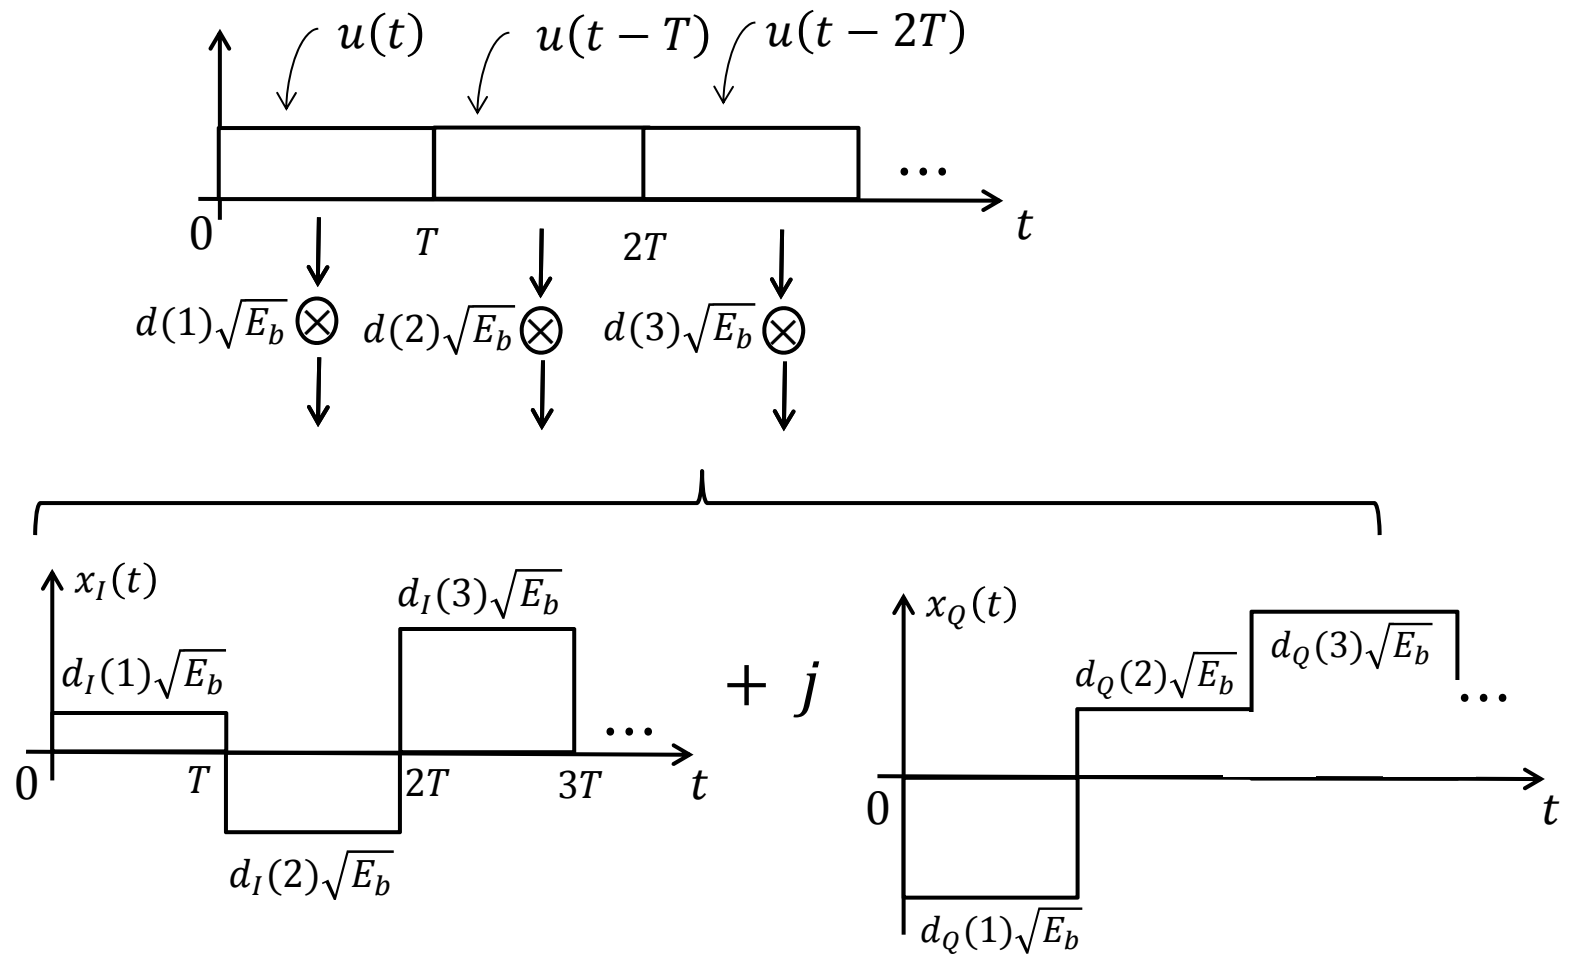 u(t) u(t − T) u(t − 2T)
…
0 T 2T t
d(1)√E_b d(2)√E_b d(3)√E_b
x_I(t) d_I(3)√E_b x_Q(t)
d_I(1)√E_b + j d_Q(2)√E_b d_Q(3)√E_b
… …
0 T 2T 3T t 0 t
d_I(2)√E_b d_Q(1)√E_b